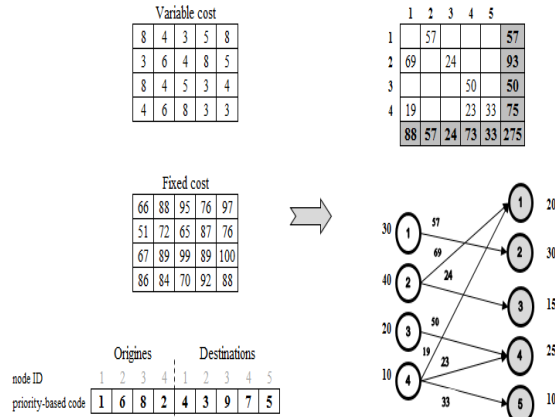 Variable cost
8 4 3 5 8
3 6 4 8 5
8 4 5 3 4
4 6 8 3 3
Fixed cost
66 88 95 76 97
51 72 65 87 76
67 89 99 89 100
86 84 70 92 88
Origines Destinations
node ID 1 2 3 4 1 2 3 4 5
priority-based code 1 6 8 2 4 3 9 7 5
1 2 3 4 5
1 57 57
2 69 24 93
3 50 50
4 19 23 33 75
88 57 24 73 33 275
1 20
30 1 57
2 30
69
40 2 24
3 15
20 3 50
4 25
19
23
10 4
33
5 10